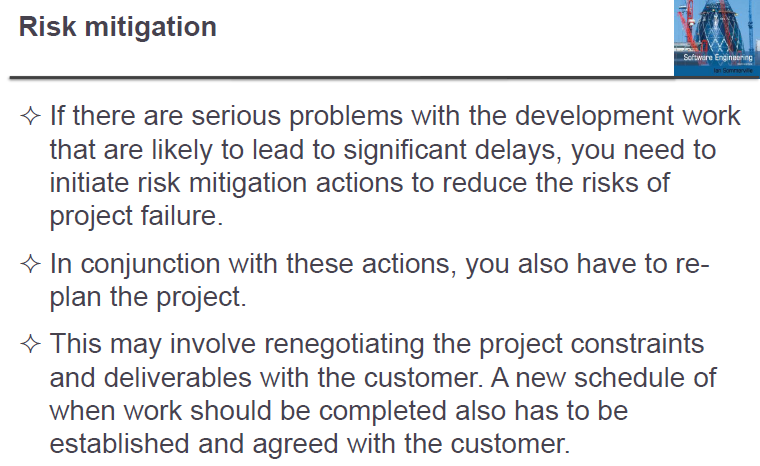 Risk mitigation
Software Engineering
Ian Sommerville
✧ If there are serious problems with the development work
that are likely to lead to significant delays, you need to
initiate risk mitigation actions to reduce the risks of
project failure.
✧ In conjunction with these actions, you also have to re-
plan the project.
✧ This may involve renegotiating the project constraints
and deliverables with the customer. A new schedule of
when work should be completed also has to be
established and agreed with the customer.